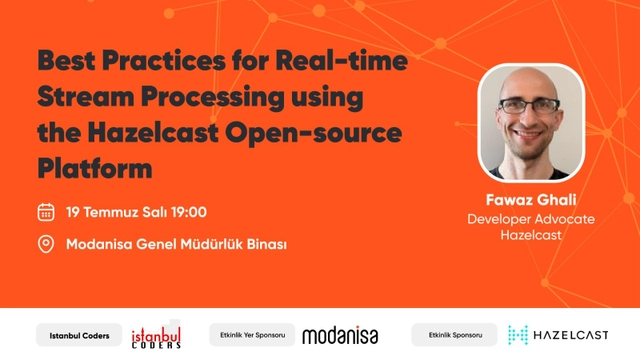 Best Practices for Real-time
Stream Processing using
the Hazelcast Open-source
Platform
19 Temmuz Salı 19:00
Modanisa Genel Müdürlük Binası
Fawaz Ghali
Developer Advocate
Hazelcast
Istanbul Coders
istanbul
CODERS
Etkinlik Yer Sponsoru
modanisa
Etkinlik Sponsoru
HAZELCAST